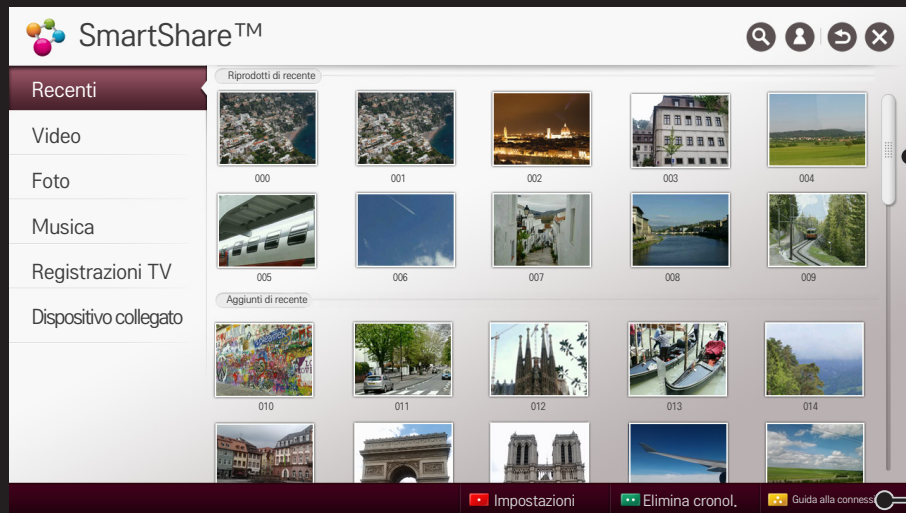 SmartShare™
Recenti
Video
Foto
Musica
Registrazioni TV
Dispositivo collegato
Riprodotti di recente
000 001 002 003 004
005 006 007 008 009
Aggiunti di recente
010 011 012 013 014
Impostazioni Elimina cronol. Guida alla conness